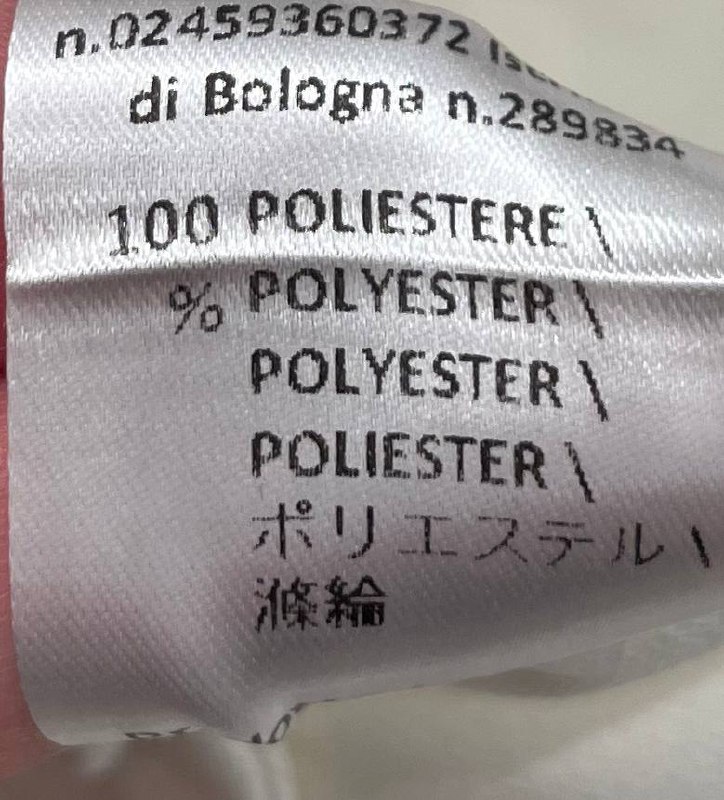 n.02459360372
di Bologna n.289834
100 POLIESTERE \
% POLYESTER \
POLYESTER \
POLIESTER \
ポリエステル \
滌綸